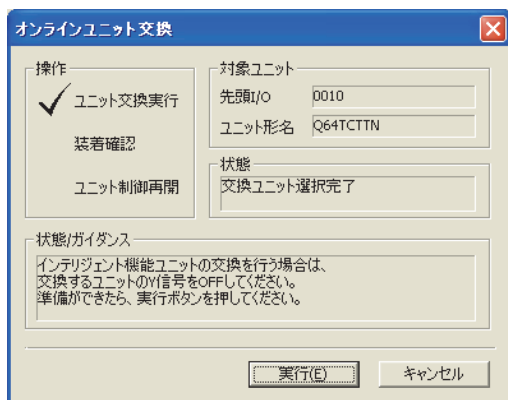 オンラインユニット交換
操作
ユニット交換実行
装着確認
ユニット制御再開
対象ユニット
先頭I/O 0010
ユニット形名 Q64TCTTN
状態
交換ユニット選択完了
状態/ガイダンス
インテリジェント機能ユニットの交換を行う場合は、
交換するユニットのY信号をOFFしてください。
準備ができたら、実行ボタンを押してください。
実行(E) キャンセル